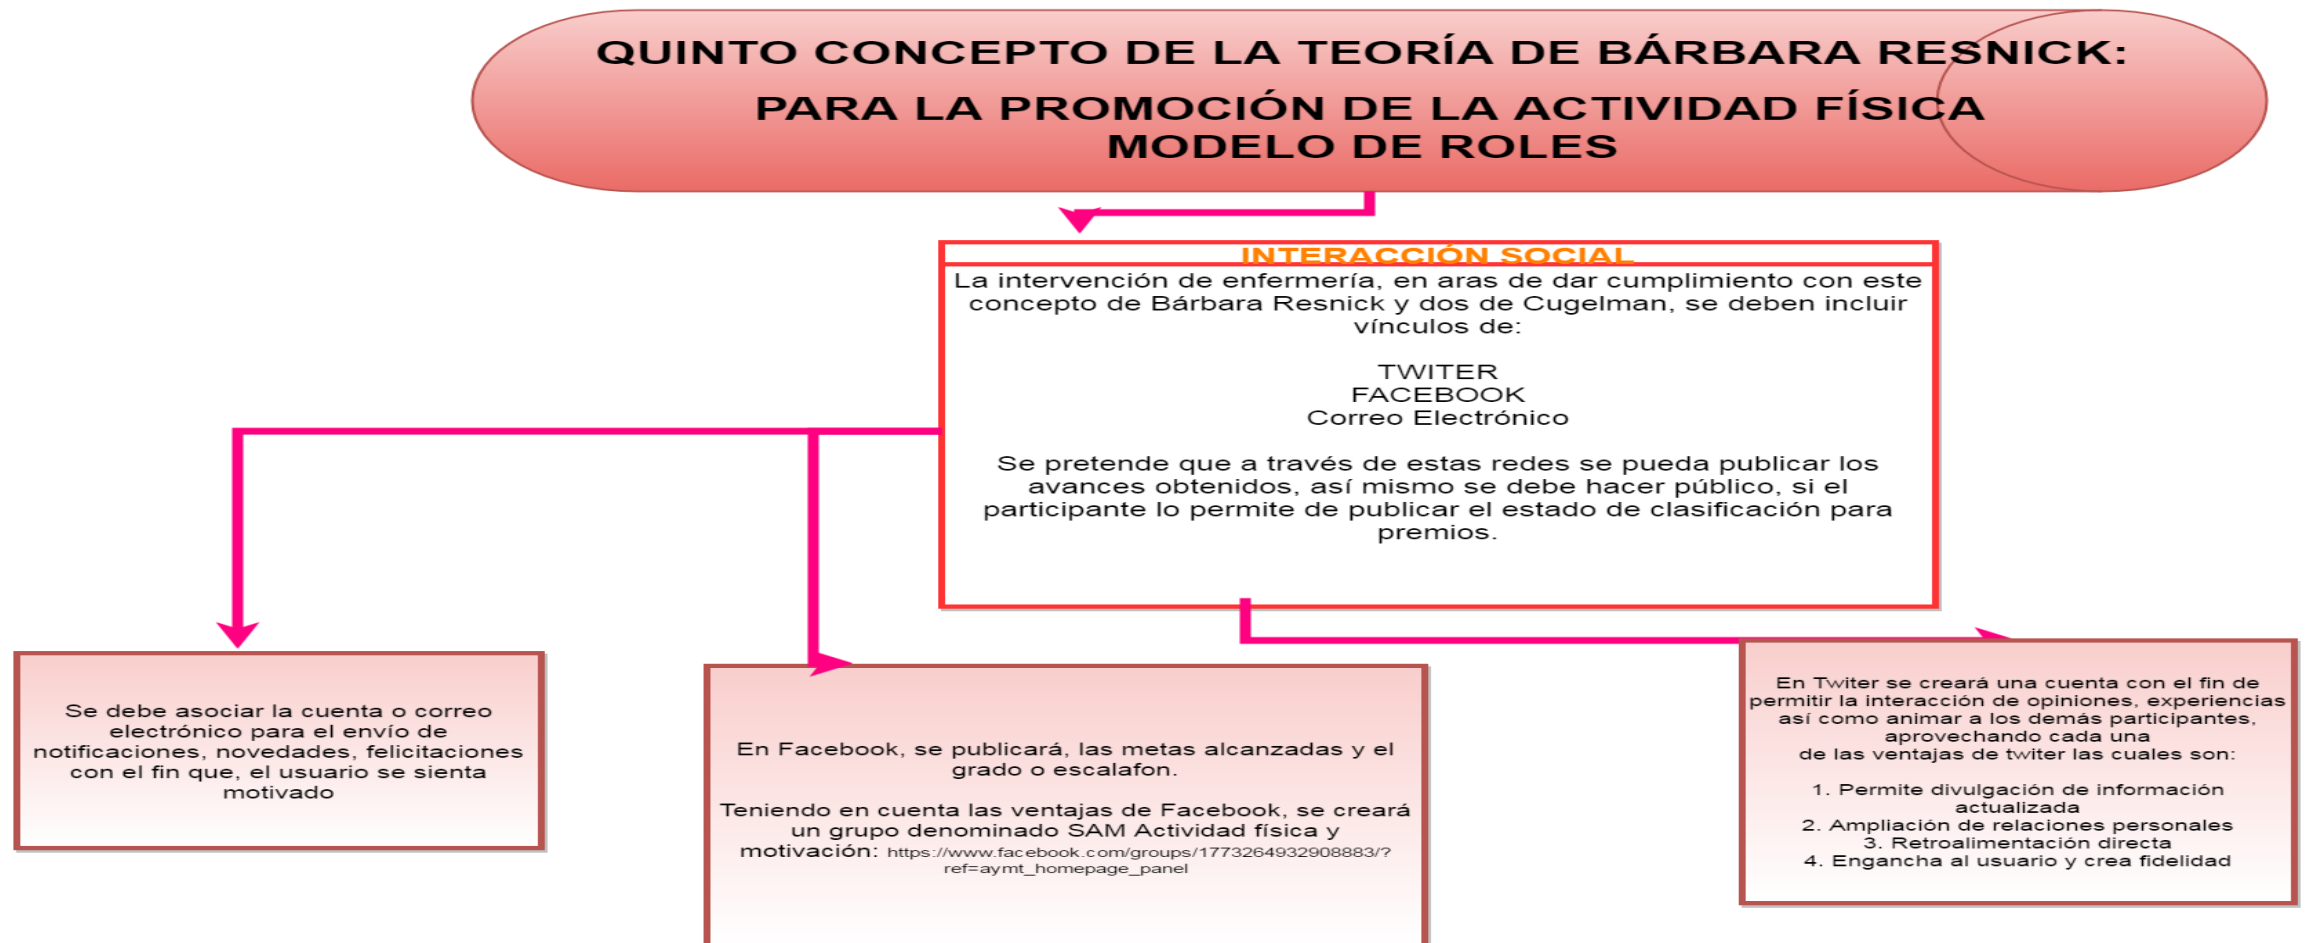 QUINTO CONCEPTO DE LA TEORÍA DE BÁRBARA RESNICK:
PARA LA PROMOCIÓN DE LA ACTIVIDAD FÍSICA
MODELO DE ROLES
INTERACCIÓN SOCIAL
La intervención de enfermería, en aras de dar cumplimiento con este
concepto de Bárbara Resnick y dos de Cugelman, se deben incluir
vínculos de:
TWITER
FACEBOOK
Correo Electrónico
Se pretende que a través de estas redes se pueda publicar los
avances obtenidos, así mismo se debe hacer público, si el
participante lo permite de publicar el estado de clasificación para
premios.
Se debe asociar la cuenta o correo
electrónico para el envío de
notificaciones, novedades, felicitaciones
con el fin que, el usuario se sienta
motivado
En Facebook, se publicará, las metas alcanzadas y el
grado o escalafon.
Teniendo en cuenta las ventajas de Facebook, se creará
un grupo denominado SAM Actividad física y
motivación: https://www.facebook.com/groups/1773264932908883/?
ref=aymt_homepage_panel
En Twiter se creará una cuenta con el fin de
permitir la interacción de opiniones, experiencias
así como animar a los demás participantes,
aprovechando cada una
de las ventajas de twiter las cuales son:
1. Permite divulgación de información
actualizada
2. Ampliación de relaciones personales
3. Retroalimentación directa
4. Engancha al usuario y crea fidelidad